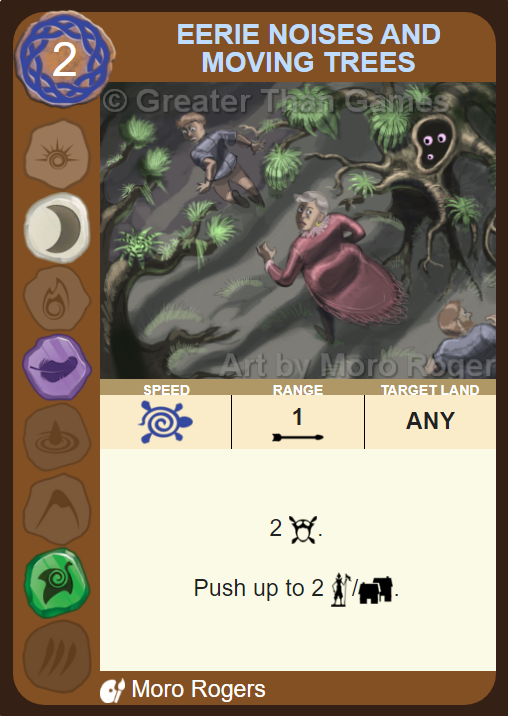 2
EERIE NOISES AND
MOVING TREES
© Greater Than Games
Art by Moro Roger
SPEED
RANGE
TARGET LAND
1
ANY
2 .
Push up to 2 / .
Moro Rogers